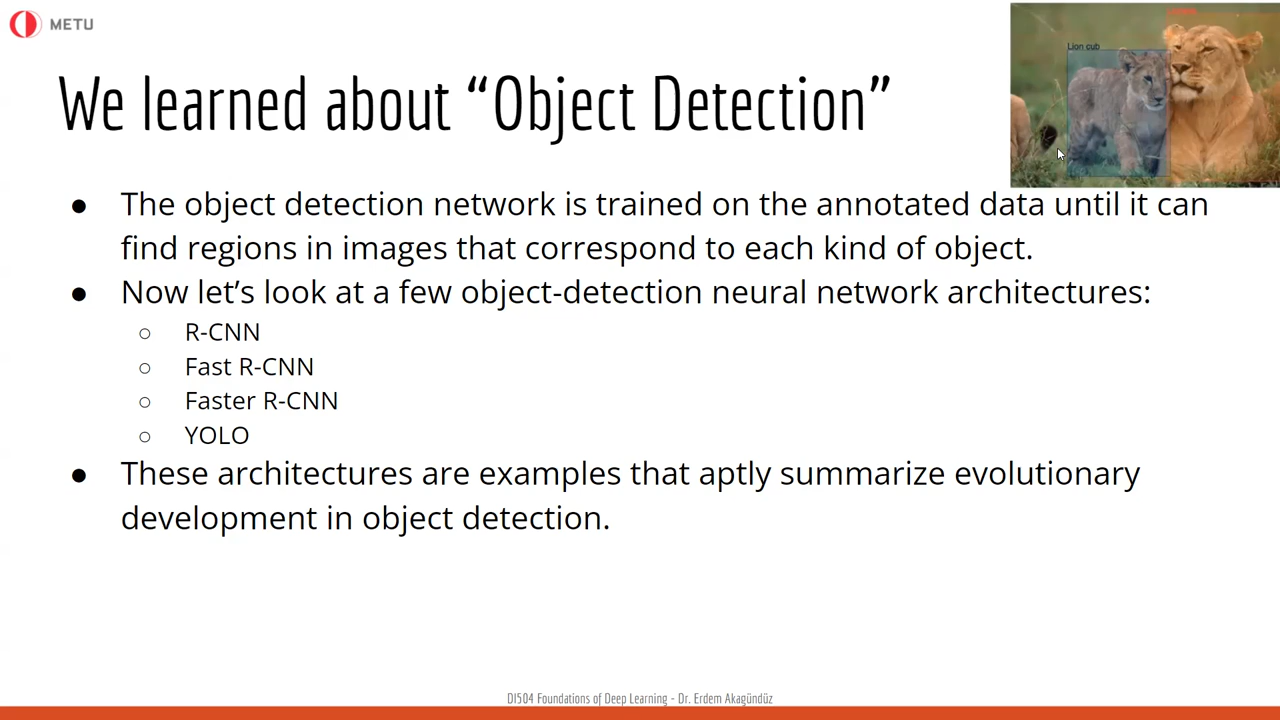 METU
Lion cub
We learned about “Object Detection”
● The object detection network is trained on the annotated data until it can
find regions in images that correspond to each kind of object.
● Now let’s look at a few object-detection neural network architectures:
○ R-CNN
○ Fast R-CNN
○ Faster R-CNN
○ YOLO
● These architectures are examples that aptly summarize evolutionary
development in object detection.
DI504 Foundations of Deep Learning - Dr. Erdem Akagündüz